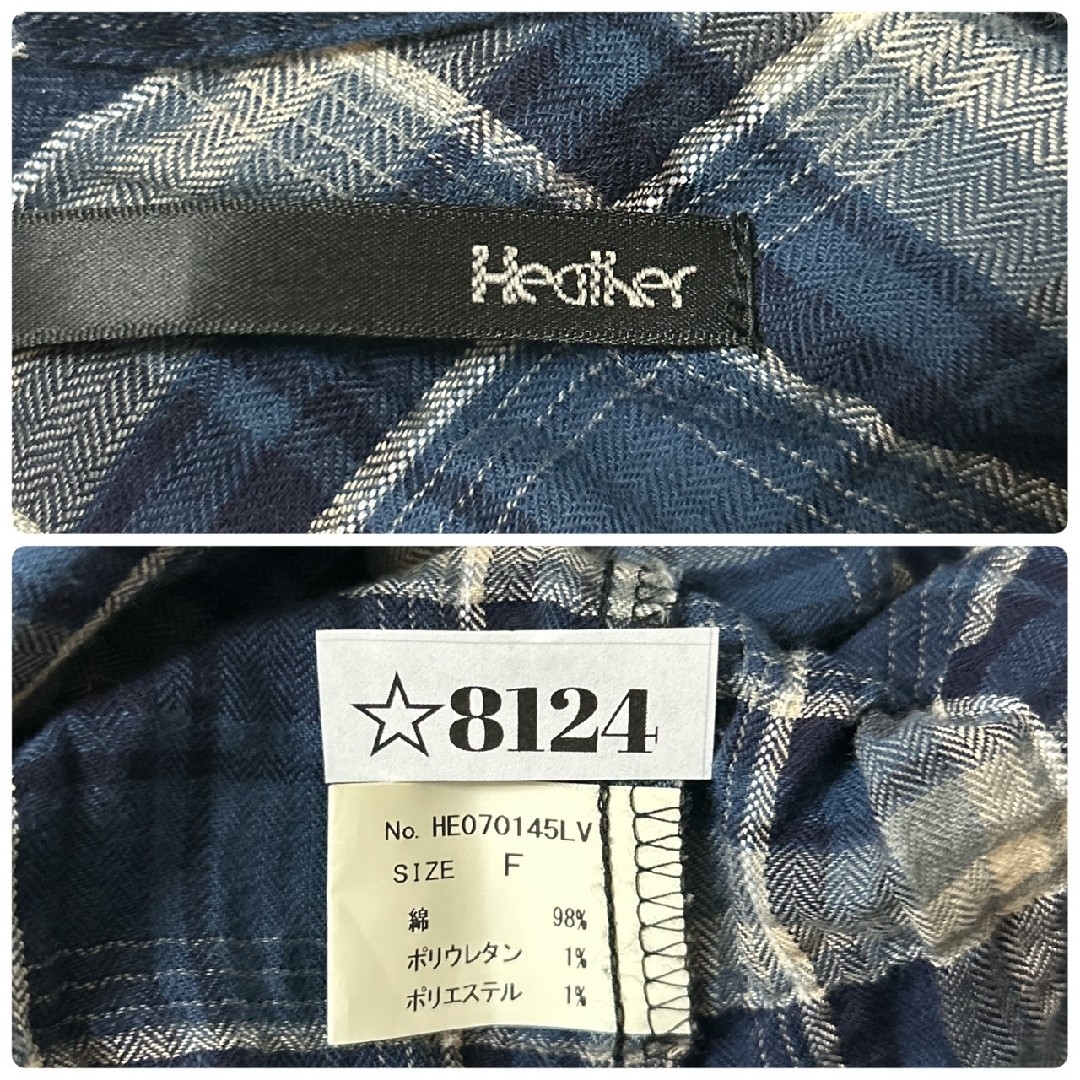 Heather
☆8124
No. HE070145LV
SIZE F
綿 98%
ポリウレタン 1%
ポリエステル 1%